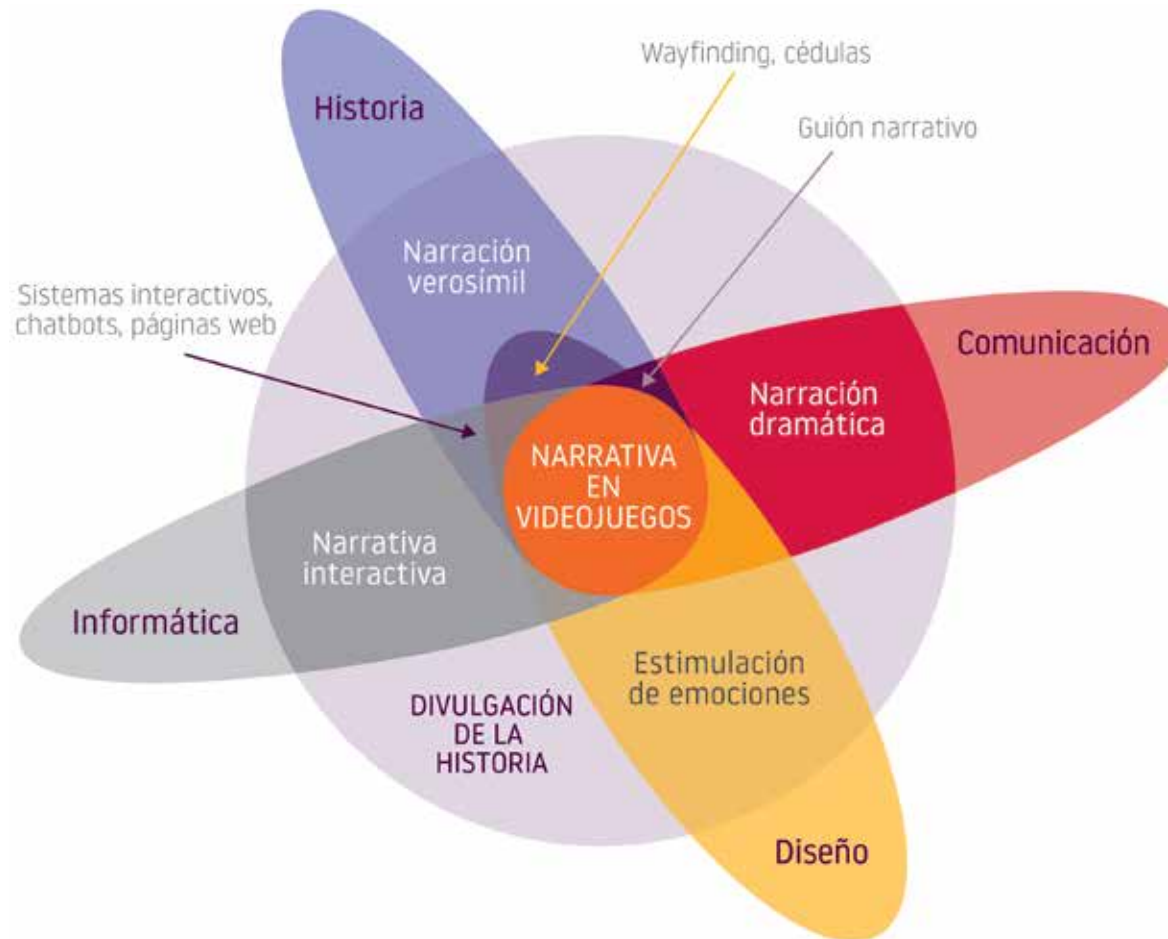 Wayfinding, cédulas
Historia
Guión narrativo
Narración
verosímil
Sistemas interactivos,
chatbots, páginas web
Comunicación
Narración
dramática
NARRATIVA
EN
VIDEOJUEGOS
Narrativa
interactiva
Informática
Estimulación
de emociones
DIVULGACIÓN
DE LA
HISTORIA
Diseño